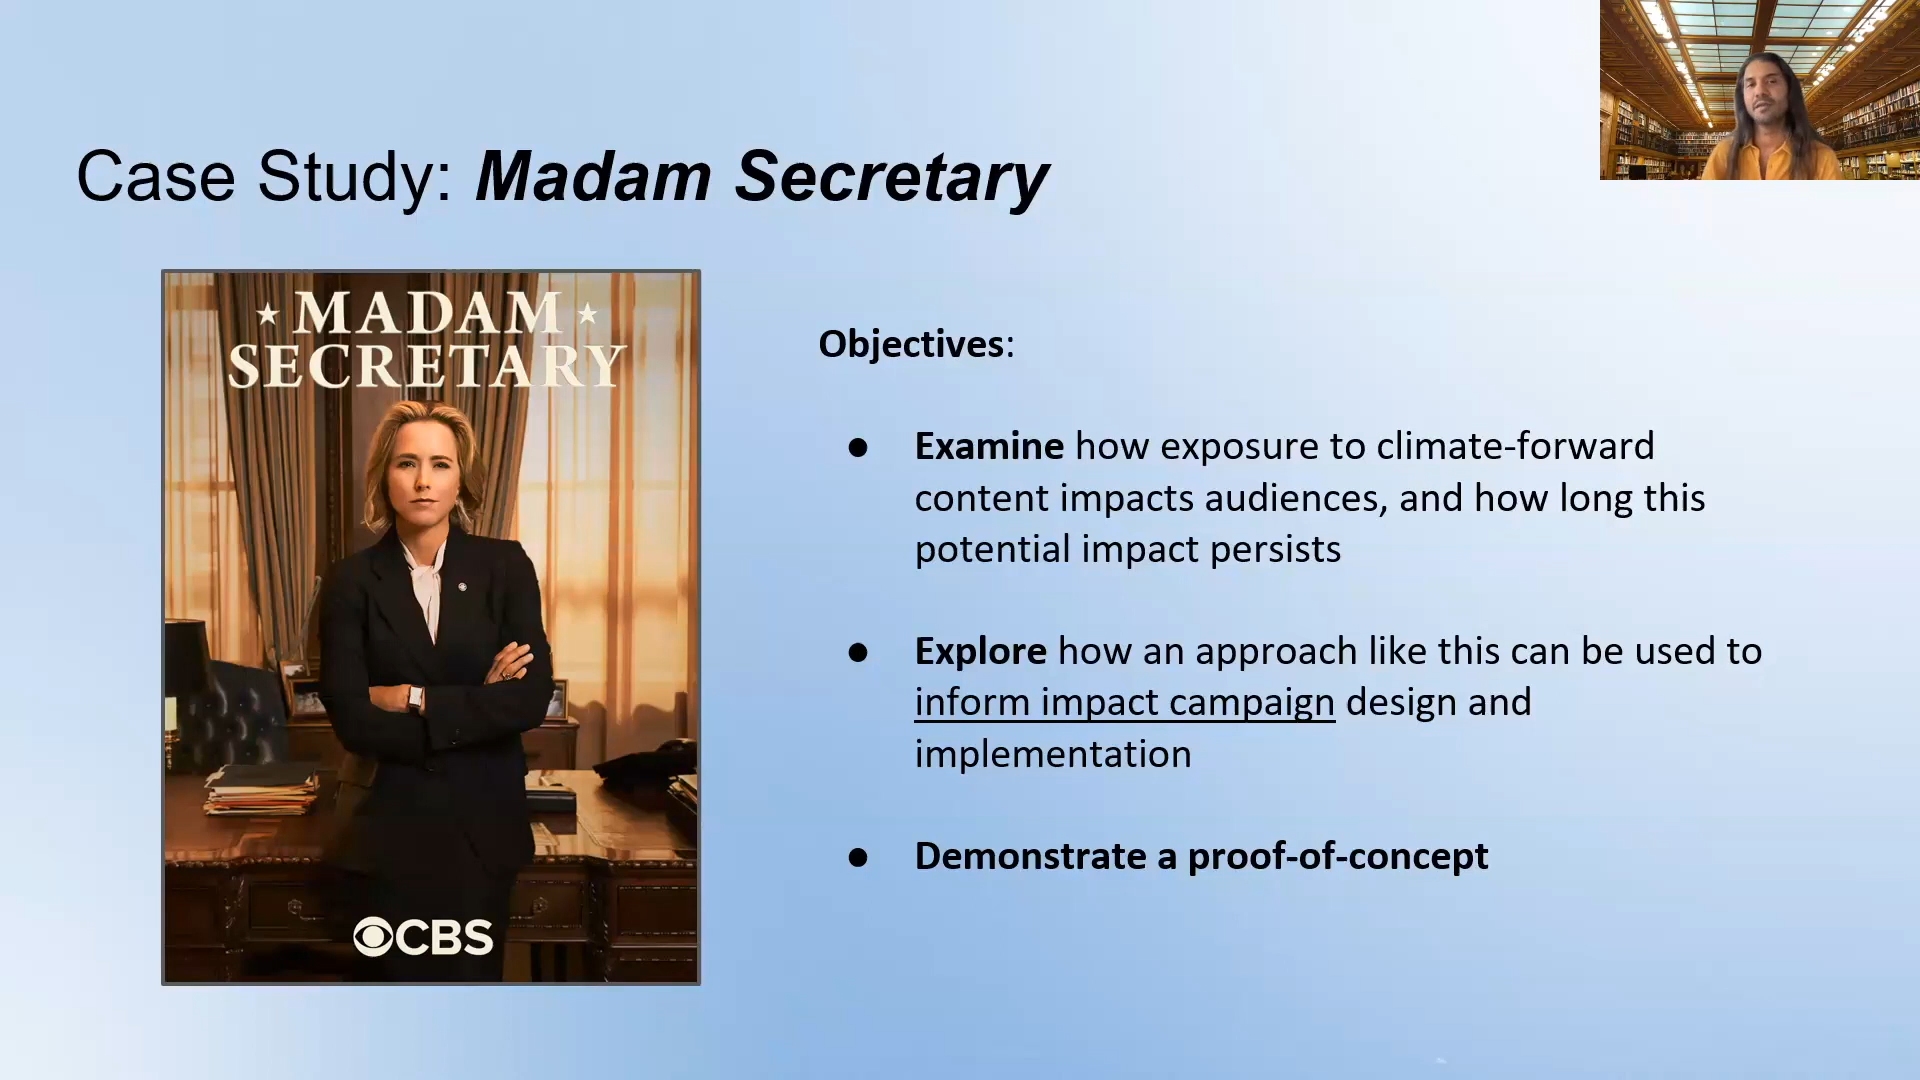 Case Study: Madam Secretary
MADAM
SECRETARY
CBS
Objectives:
● Examine how exposure to climate-forward
content impacts audiences, and how long this
potential impact persists
● Explore how an approach like this can be used to
inform impact campaign design and
implementation
● Demonstrate a proof-of-concept